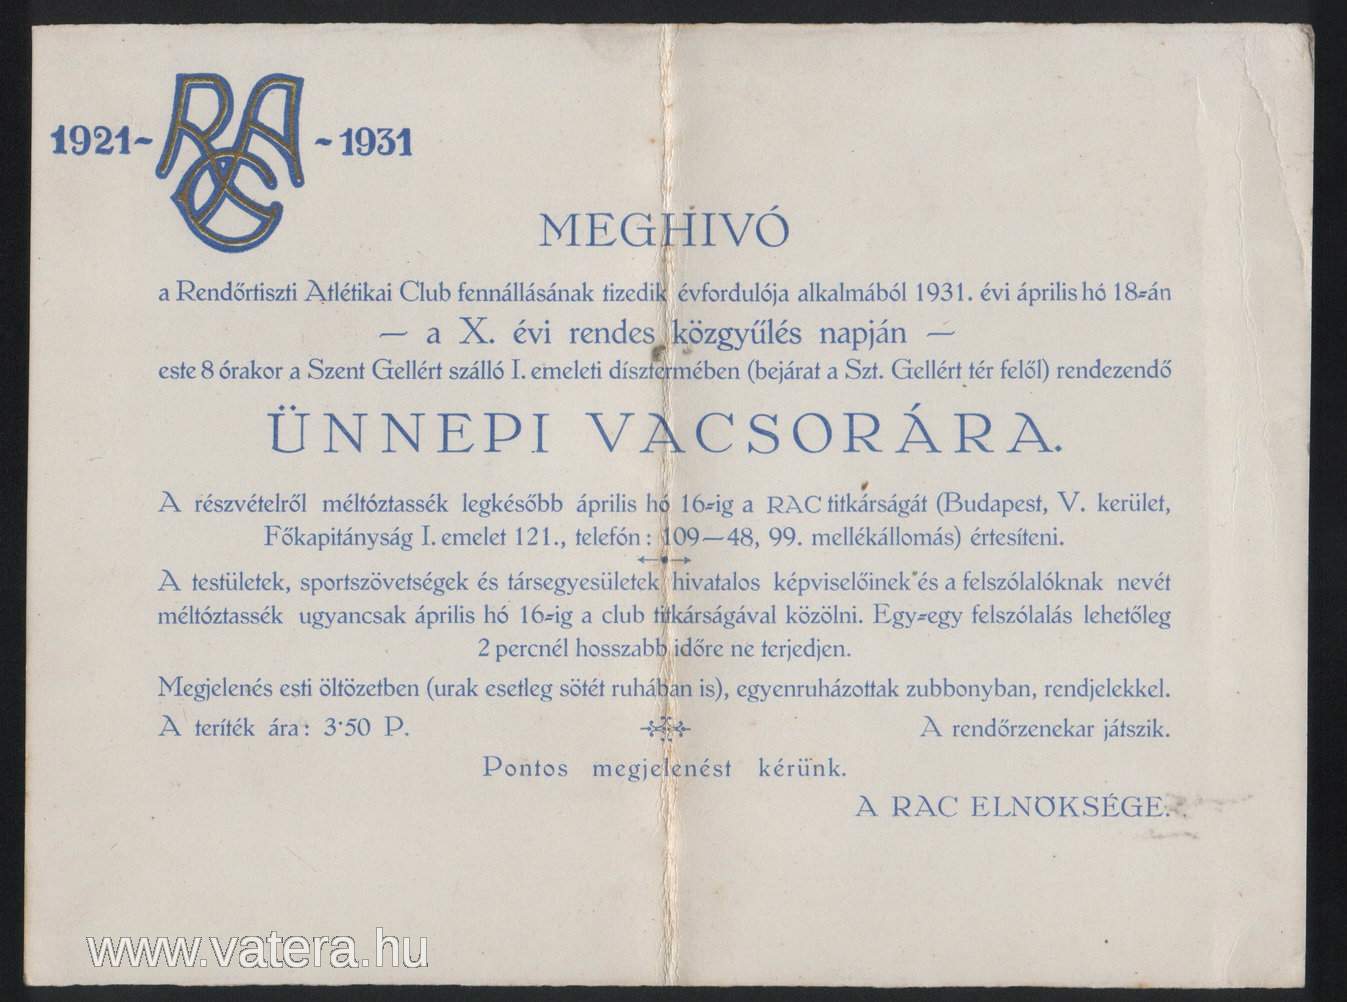 1921- RAC -1931
MEGHIVÓ
a Rendőrtiszti Atlétikai Club fennállásának tizedik évfordulója alkalmából 1931. évi április hó 18-án
— a X. évi rendes közgyűlés napján —
este 8 órakor a Szent Gellért szálló I. emeleti dísztermében (bejárat a Szt. Gellért tér felől) rendezendő
ÜNNEPI VACSORÁRA.
A részvételről méltóztassék legkésőbb április hó 16-ig a RAC titkárságát (Budapest, V. kerület,
Főkapitányság I. emelet 121., telefón: 109—48, 99. mellékállomás) értesíteni.
A testületek, sportszövetségek és társegyesületek hivatalos képviselőinek és a felszólalóknak nevét
méltóztassék ugyancsak április hó 16-ig a club titkárságával közölni. Egy-egy felszólalás lehetőleg
2 percnél hosszabb időre ne terjedjen.
Megjelenés esti öltözetben (urak esetleg sötét ruhában is), egyenruházottak zubbonyban, rendjelekkel.
A teríték ára: 3·50 P. A rendőrzenekar játszik.
Pontos megjelenést kérünk.
A RAC ELNÖKSÉGE.
www.vatera.hu